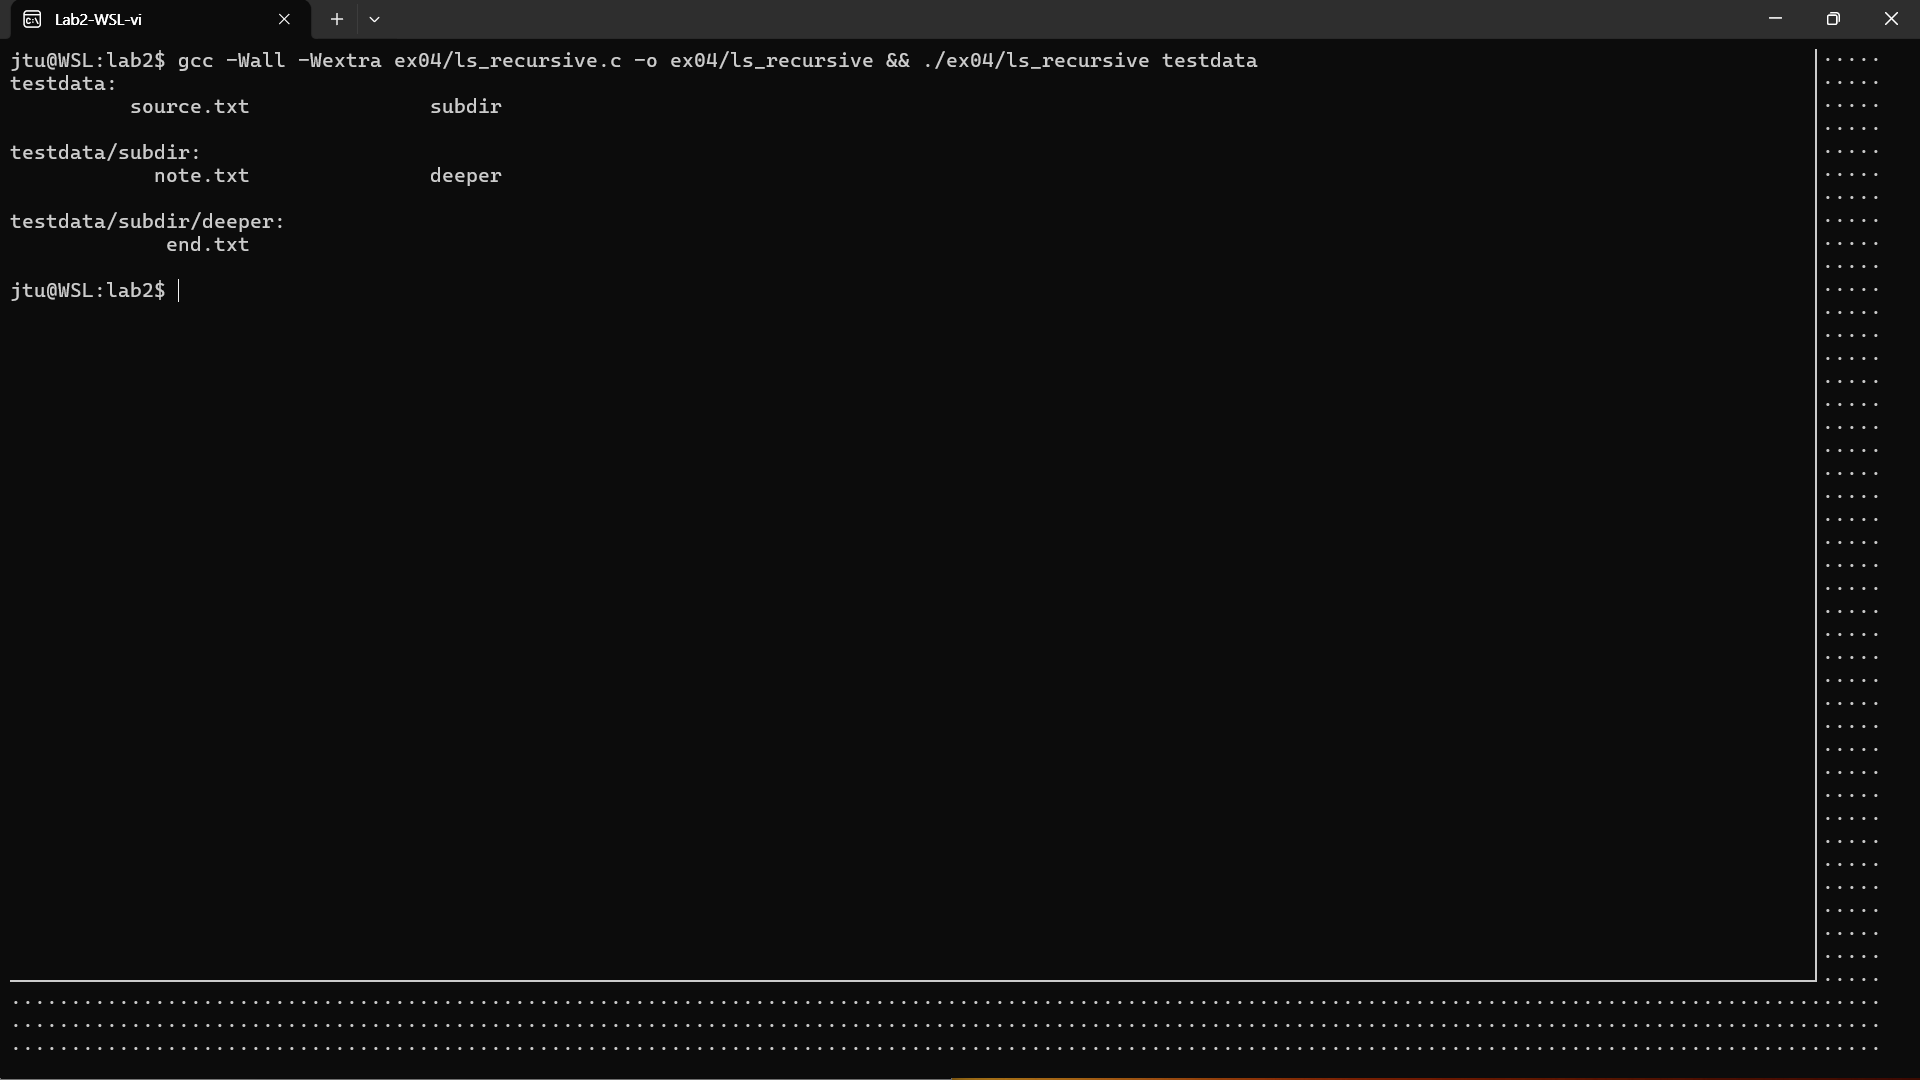 Lab2-WSL-vi
jtu@WSL:lab2$ gcc -Wall -Wextra ex04/ls_recursive.c -o ex04/ls_recursive && ./ex04/ls_recursive testdata
testdata:
          source.txt               subdir
testdata/subdir:
            note.txt               deeper
testdata/subdir/deeper:
             end.txt
jtu@WSL:lab2$